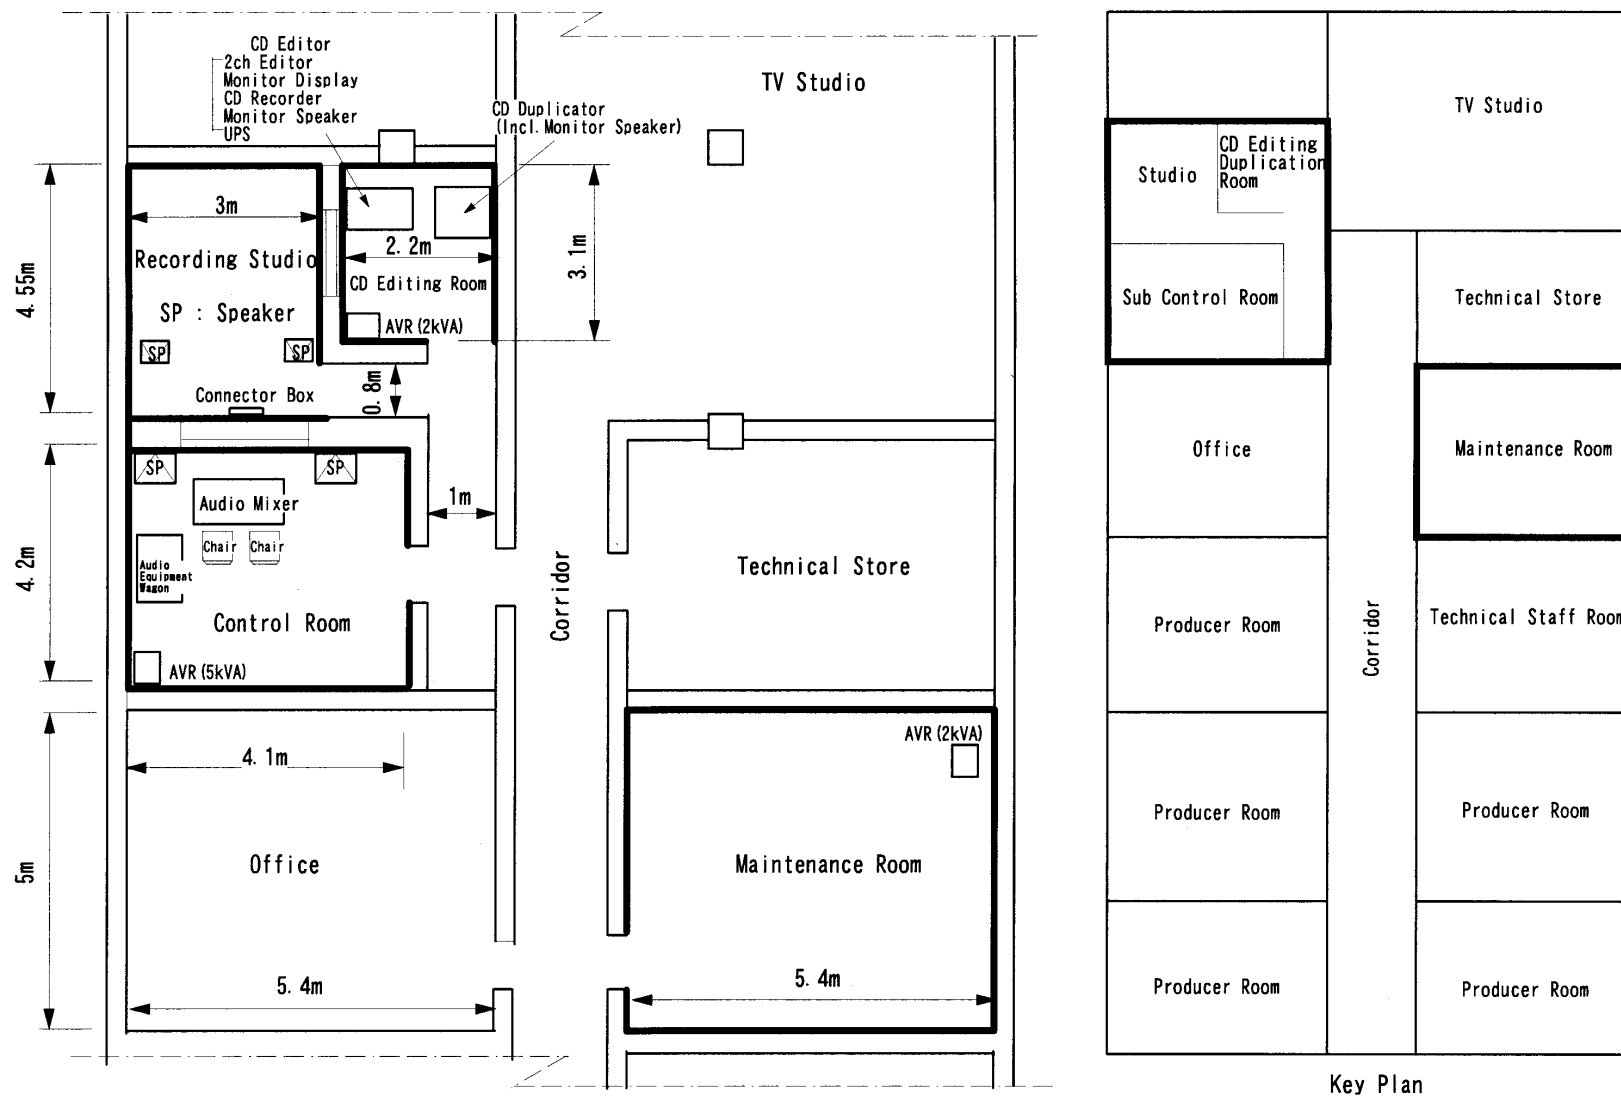 CD Editor
2ch Editor
Monitor Display
CD Recorder
Monitor Speaker
UPS
CD Duplicator
(Incl. Monitor Speaker)
TV Studio
3m
2.2m
3.1m
4.55m
Recording Studio
CD Editing Room
SP : Speaker
AVR (2kVA)
SP
SP
0.8m
Connector Box
SP
SP
Audio Mixer
1m
Chair
Chair
Audio
Equipment
Wagon
4.2m
Control Room
AVR (5kVA)
Corridor
Technical Store
4.1m
AVR (2kVA)
5m
Office
Maintenance Room
5.4m
5.4m
TV Studio
CD Editing
Duplication
Room
Studio
Sub Control Room
Technical Store
Office
Maintenance Room
Producer Room
Corridor
Technical Staff Room
Producer Room
Producer Room
Producer Room
Producer Room
Key Plan